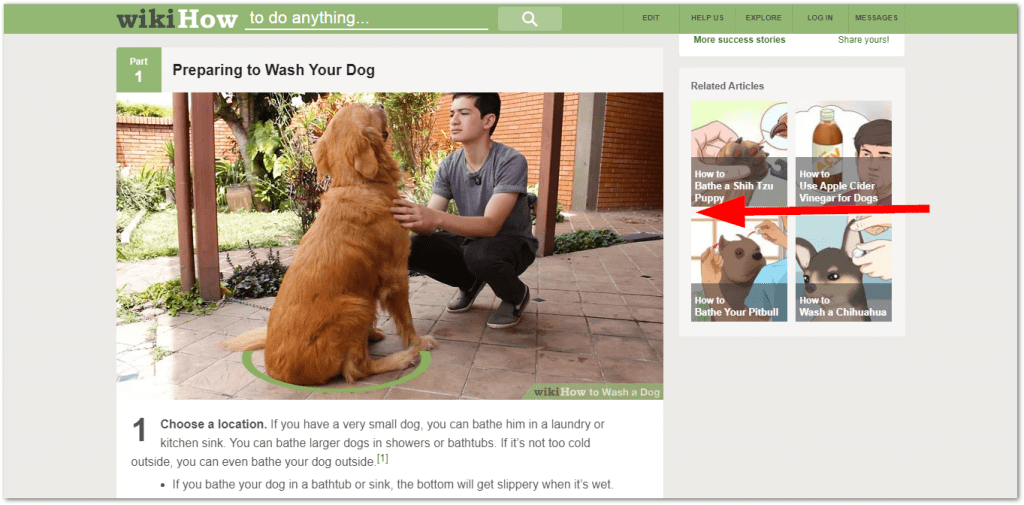 wikiHow to do anything...
EDIT HELP US EXPLORE LOG IN MESSAGES
Part
1
Preparing to Wash Your Dog
wikiHow to Wash a Dog
1 Choose a location. If you have a very small dog, you can bathe him in a laundry or
kitchen sink. You can bathe larger dogs in showers or bathtubs. If it's not too cold
outside, you can even bathe your dog outside.[1]
• If you bathe your dog in a bathtub or sink, the bottom will get slippery when it's wet.
More success stories Share yours!
Related Articles
How to
Bathe a Shih Tzu
Puppy
How to
Use Apple Cider
Vinegar for Dogs
How to
Bathe Your Pitbull
How to
Wash a Chihuahua